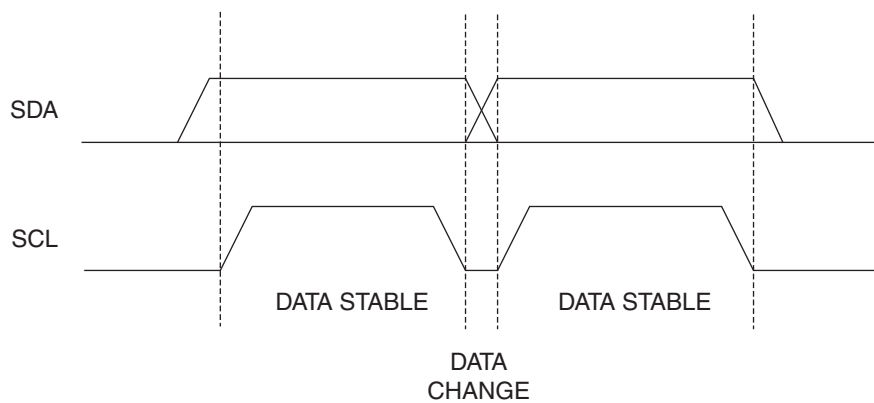 SDA
SCL
DATA STABLE
DATA STABLE
DATA
CHANGE